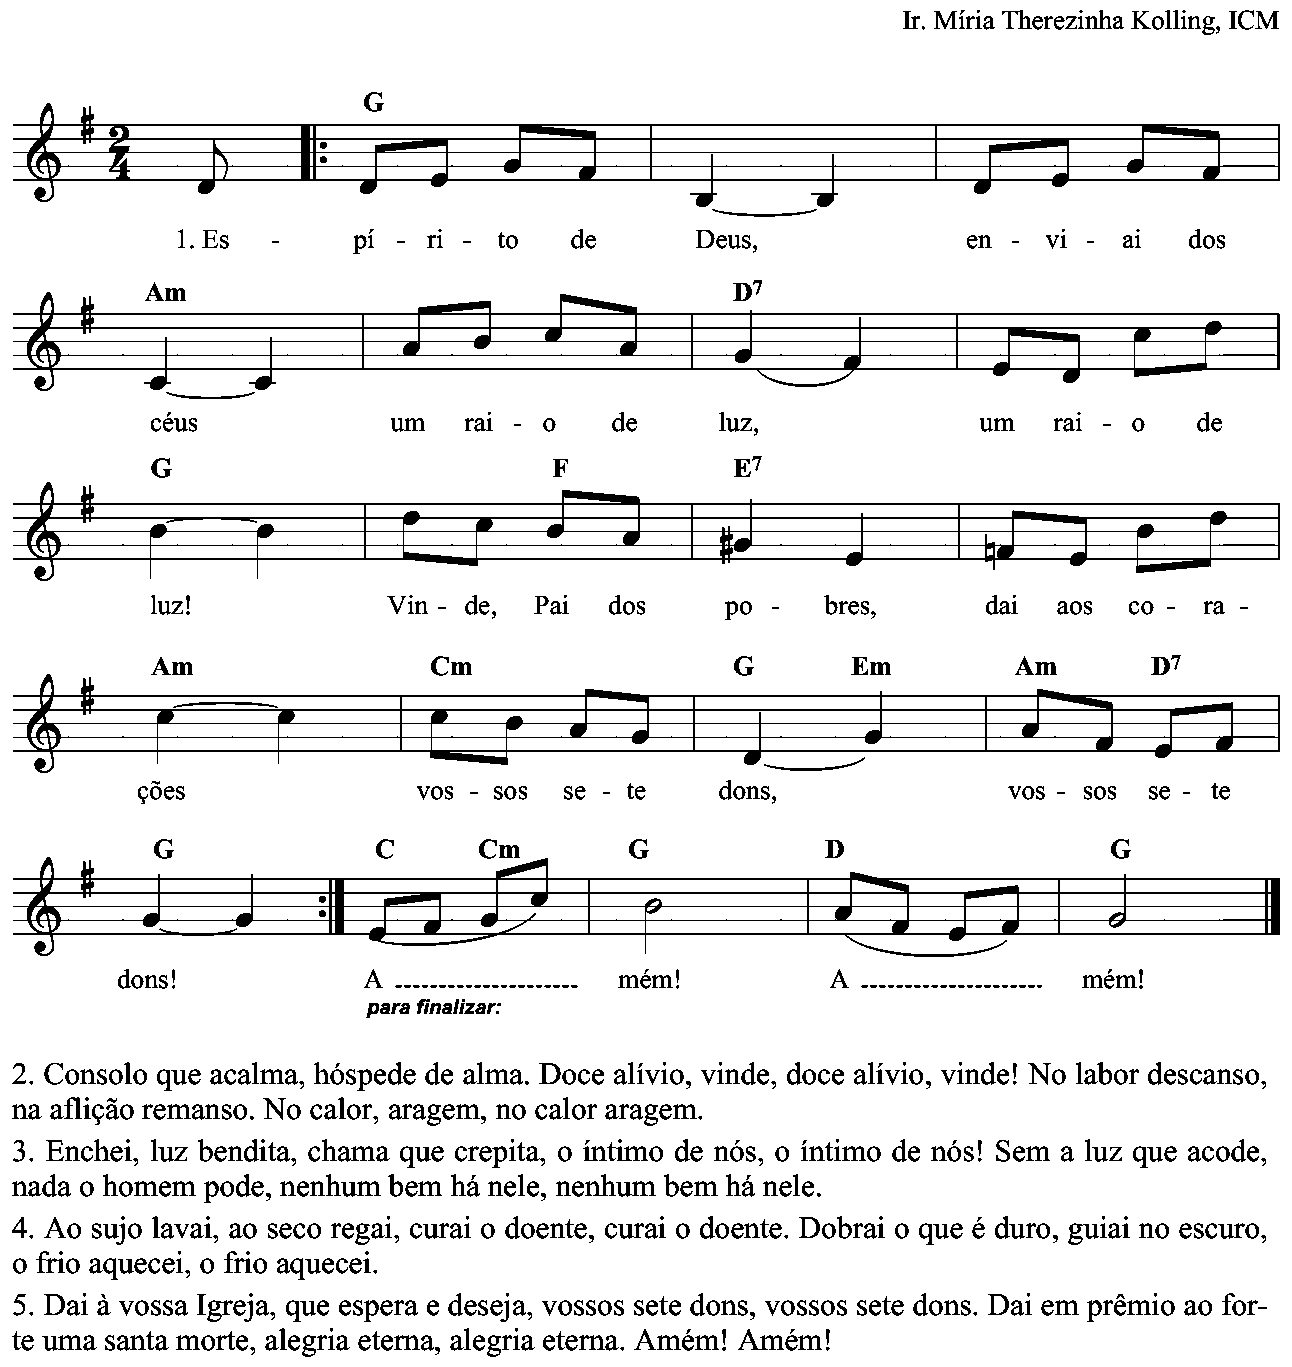 Ir. Míria Therezinha Kolling, ICM
G
2
4
1. Es - pí - ri - to de Deus, en - vi - ai dos
Am D7
céus um rai - o de luz, um rai - o de
G F E7
luz! Vin - de, Pai dos po - bres, dai aos co - ra -
Am Cm G Em Am D7
ções vos - sos se - te dons, vos - sos se - te
G C Cm G D G
dons! A mém! A mém!
para finalizar:
2. Consolo que acalma, hóspede de alma. Doce alívio, vinde, doce alívio, vinde! No labor descanso,
na aflição remanso. No calor, aragem, no calor aragem.
3. Enchei, luz bendita, chama que crepita, o íntimo de nós, o íntimo de nós! Sem a luz que acode,
nada o homem pode, nenhum bem há nele, nenhum bem há nele.
4. Ao sujo lavai, ao seco regai, curai o doente, curai o doente. Dobrai o que é duro, guiai no escuro,
o frio aquecei, o frio aquecei.
5. Dai à vossa Igreja, que espera e deseja, vossos sete dons, vossos sete dons. Dai em prêmio ao for-
te uma santa morte, alegria eterna, alegria eterna. Amém! Amém!